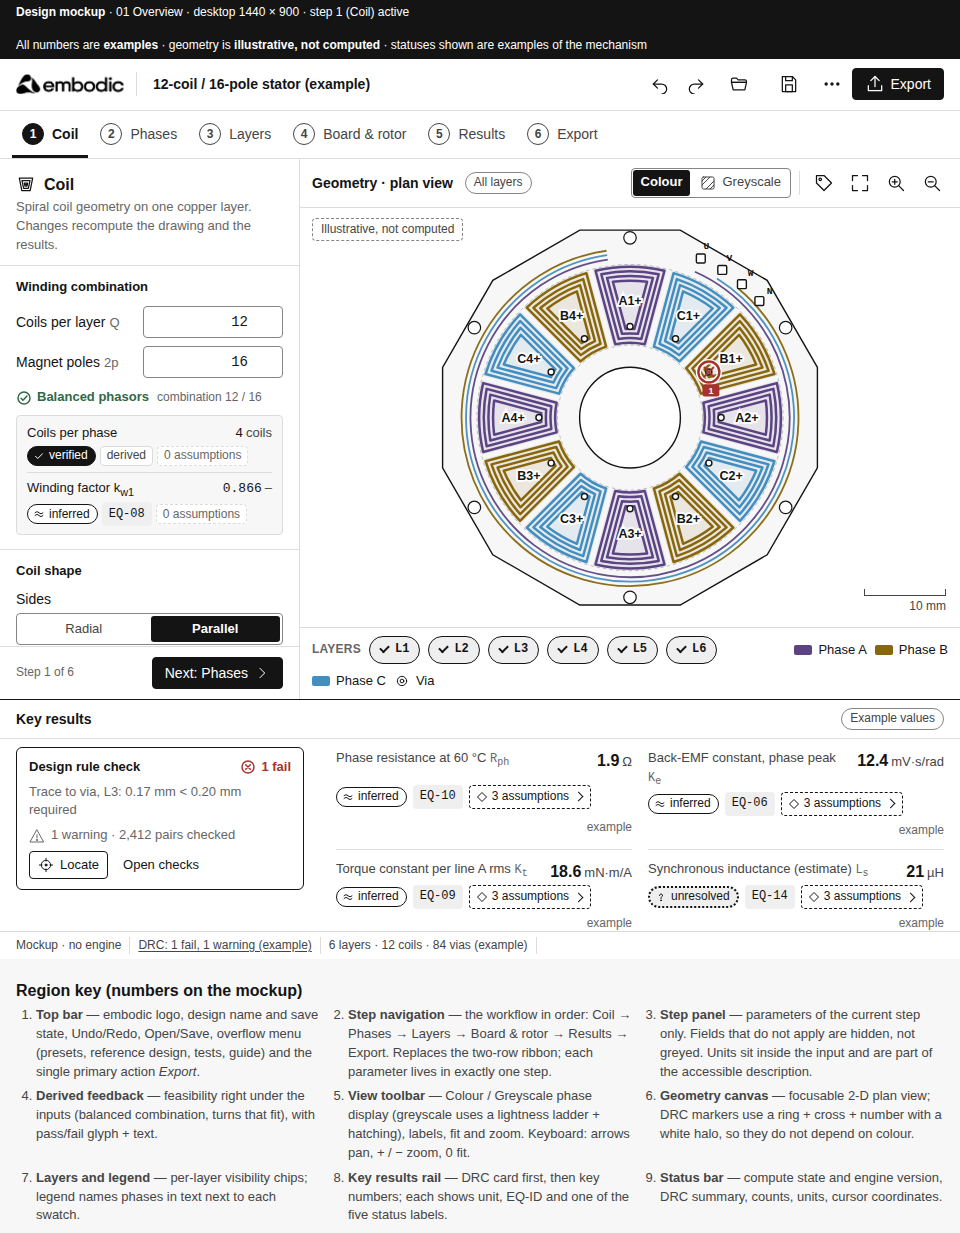 Design mockup · 01 Overview · desktop 1440 × 900 · step 1 (Coil) active
All numbers are examples · geometry is illustrative, not computed · statuses shown are examples of the mechanism
embodic
12-coil / 16-pole stator (example)
Export
1 Coil
2 Phases
3 Layers
4 Board & rotor
5 Results
6 Export
Coil
Spiral coil geometry on one copper layer.
Changes recompute the drawing and the
results.
Winding combination
Coils per layer Q
12
Magnet poles 2p
16
Balanced phasors combination 12 / 16
Coils per phase
4 coils
verified
derived
0 assumptions
Winding factor kw1
0.866 –
inferred
EQ-08
0 assumptions
Coil shape
Sides
Radial
Parallel
Step 1 of 6
Next: Phases
Geometry · plan view
All layers
Colour
Greyscale
Illustrative, not computed
U
V
W
N
A1+
C1+
B1+
1
A2+
C2+
B2+
A3+
C3+
B3+
A4+
C4+
B4+
10 mm
LAYERS
L1
L2
L3
L4
L5
L6
Phase A
Phase B
Phase C
Via
Key results
Example values
Design rule check
1 fail
Trace to via, L3: 0.17 mm < 0.20 mm
required
1 warning · 2,412 pairs checked
Locate
Open checks
Phase resistance at 60 °C Rph
1.9 Ω
inferred
EQ-10
3 assumptions
example
Back-EMF constant, phase peak
Ke
12.4 mV·s/rad
inferred
EQ-06
3 assumptions
example
Torque constant per line A rms Kt
18.6 mN·m/A
inferred
EQ-09
3 assumptions
example
Synchronous inductance (estimate) Ls
21 µH
? unresolved
EQ-14
3 assumptions
example
Mockup · no engine
DRC: 1 fail, 1 warning (example)
6 layers · 12 coils · 84 vias (example)
Region key (numbers on the mockup)
1. Top bar — embodic logo, design name and save
state, Undo/Redo, Open/Save, overflow menu
(presets, reference design, tests, guide) and the
single primary action Export.
2. Step navigation — the workflow in order: Coil →
Phases → Layers → Board & rotor → Results →
Export. Replaces the two-row ribbon; each
parameter lives in exactly one step.
3. Step panel — parameters of the current step
only. Fields that do not apply are hidden, not
greyed. Units sit inside the input and are part of
the accessible description.
4. Derived feedback — feasibility right under the
inputs (balanced combination, turns that fit), with
pass/fail glyph + text.
5. View toolbar — Colour / Greyscale phase
display (greyscale uses a lightness ladder +
hatching), labels, fit and zoom. Keyboard: arrows
pan, + / − zoom, 0 fit.
6. Geometry canvas — focusable 2-D plan view;
DRC markers use a ring + cross + number with a
white halo, so they do not depend on colour.
7. Layers and legend — per-layer visibility chips;
legend names phases in text next to each
swatch.
8. Key results rail — DRC card first, then key
numbers; each shows unit, EQ-ID and one of the
five status labels.
9. Status bar — compute state and engine version,
DRC summary, counts, units, cursor coordinates.